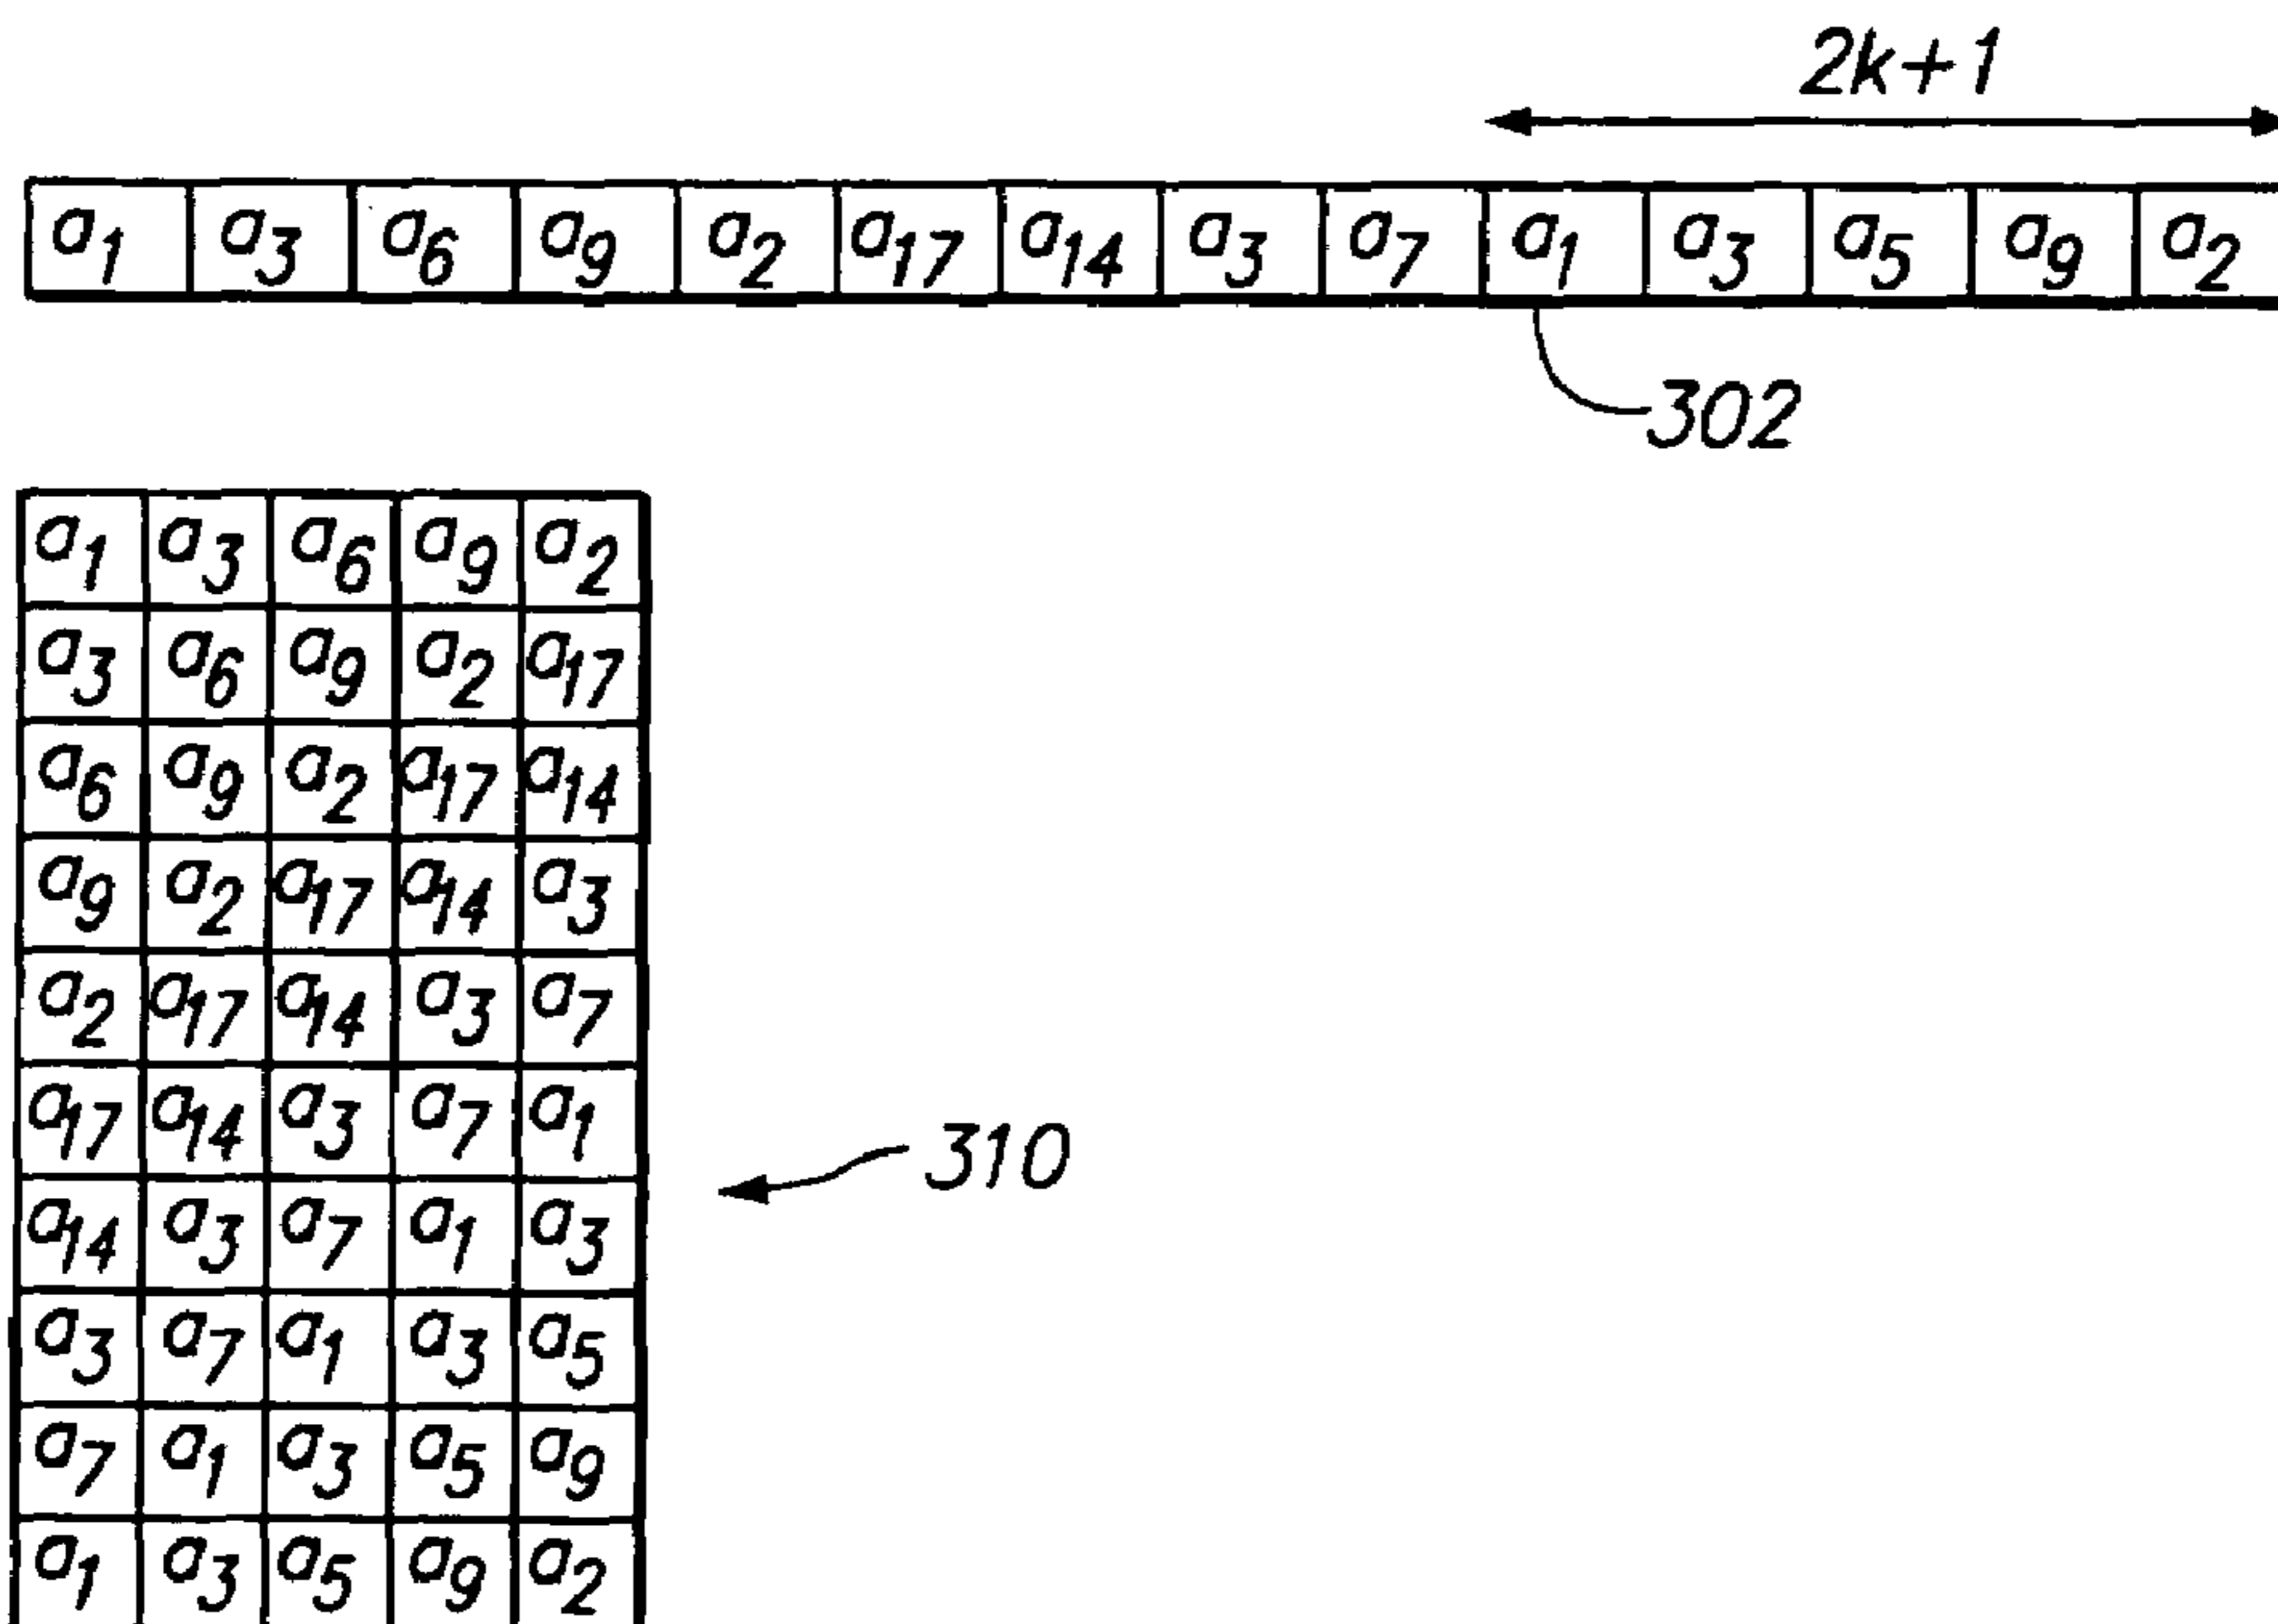 2k+1
a1 a3 a6 a9 a2 a17 a14 a3 a7 a1 a3 a5 a9 a2
302
a1 a3 a6 a9 a2
a3 a6 a9 a2 a17
a6 a9 a2 a17 a14
a9 a2 a17 a14 a3
a2 a17 a14 a3 a7
a17 a14 a3 a7 a1
310
a14 a3 a7 a1 a3
a3 a7 a1 a3 a5
a7 a1 a3 a5 a9
a1 a3 a5 a9 a2